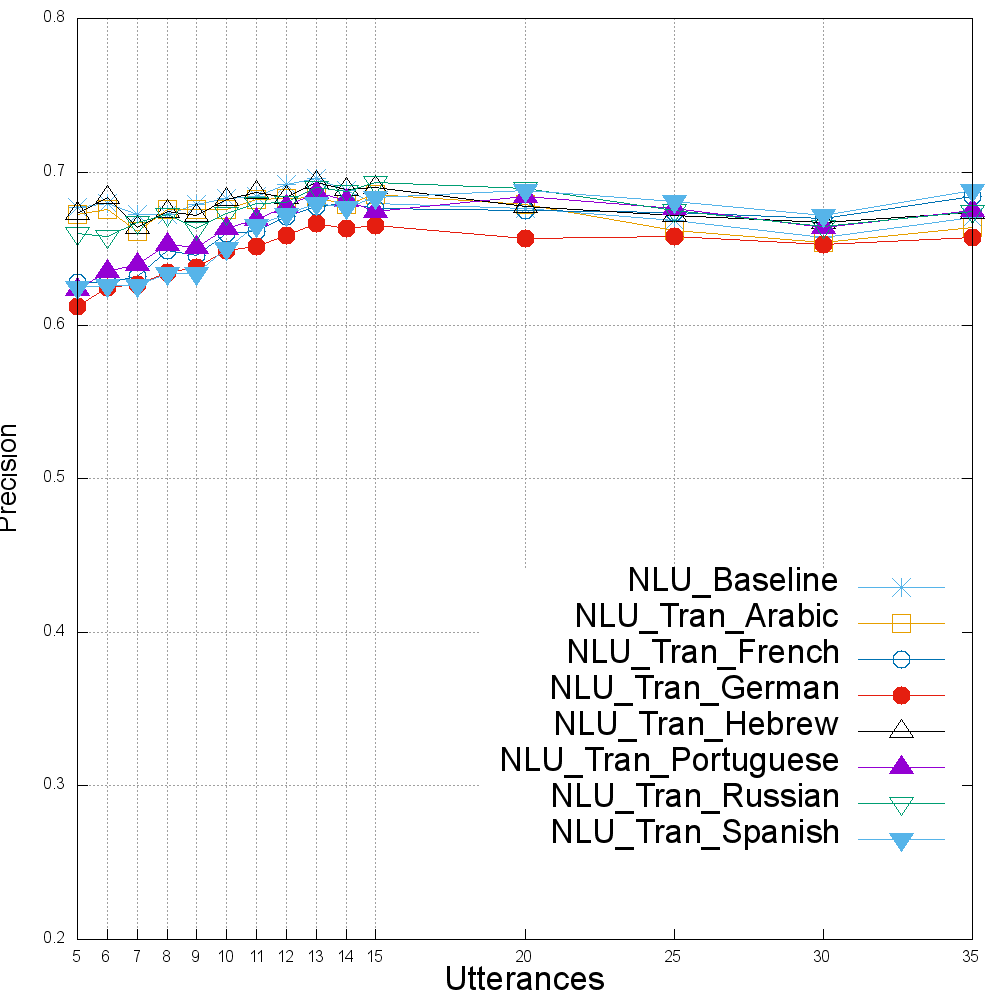 0.8
0.7
0.6
0.5
0.4
0.3
0.2
Precision
NLU_Baseline
NLU_Tran_Arabic
NLU_Tran_French
NLU_Tran_German
NLU_Tran_Hebrew
NLU_Tran_Portuguese
NLU_Tran_Russian
NLU_Tran_Spanish
5 6 7 8 9 10 11 12 13 14 15 20 25 30 35
Utterances